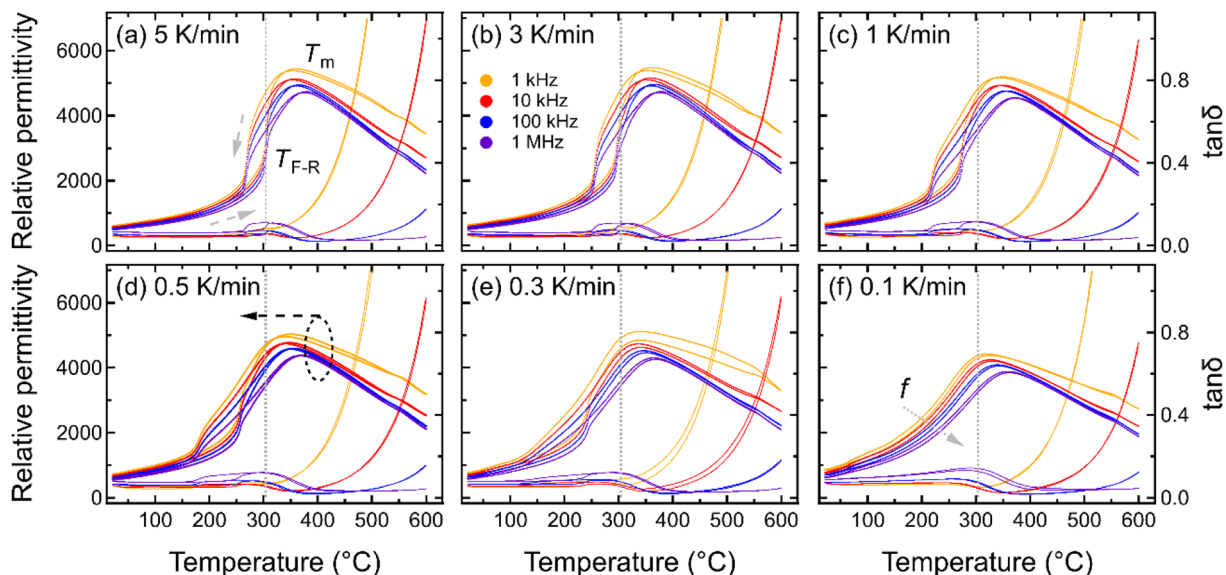 (a) 5 K/min
(b) 3 K/min
(c) 1 K/min
Tm
TF-R
1 kHz
10 kHz
100 kHz
1 MHz
Relative permittivity
6000
4000
2000
0
tanδ
0.8
0.4
0.0
(d) 0.5 K/min
(e) 0.3 K/min
(f) 0.1 K/min
f
Relative permittivity
6000
4000
2000
0
tanδ
0.8
0.4
0.0
100 200 300 400 500 600
100 200 300 400 500 600
100 200 300 400 500 600
Temperature (°C)
Temperature (°C)
Temperature (°C)